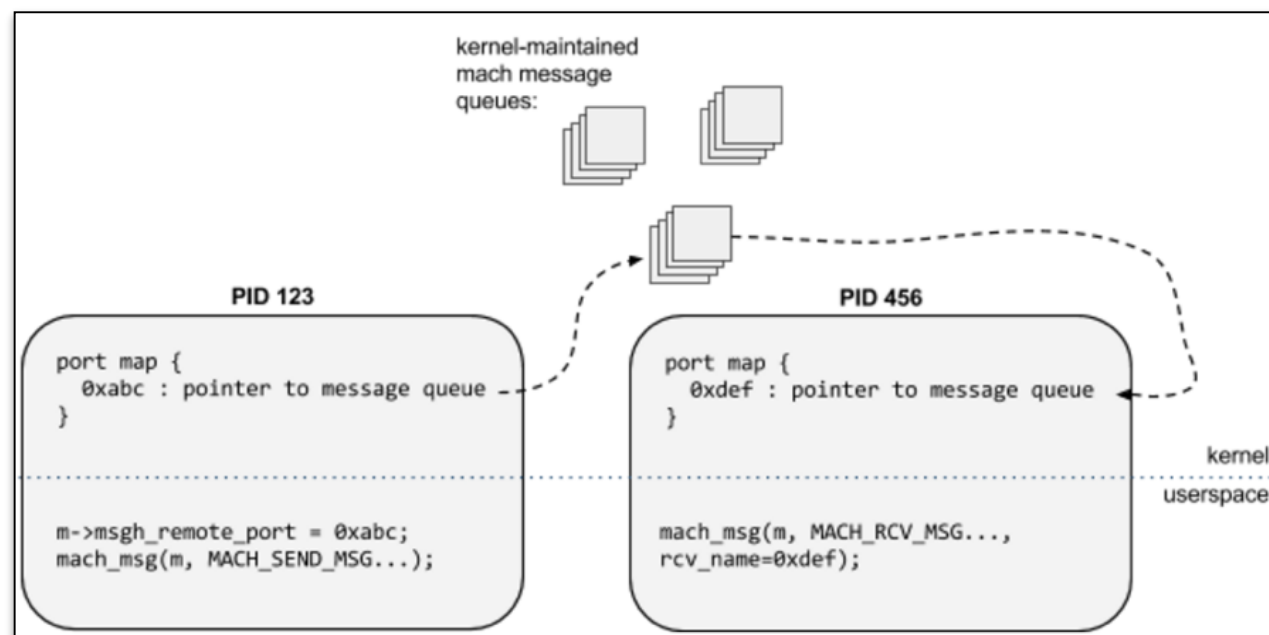 kernel-maintained
mach message
queues:
PID 123
port map {
0xabc : pointer to message queue
}
m->msgh_remote_port = 0xabc;
mach_msg(m, MACH_SEND_MSG...);
PID 456
port map {
0xdef : pointer to message queue
}
kernel
userspace
mach_msg(m, MACH_RCV_MSG...,
rcv_name=0xdef);